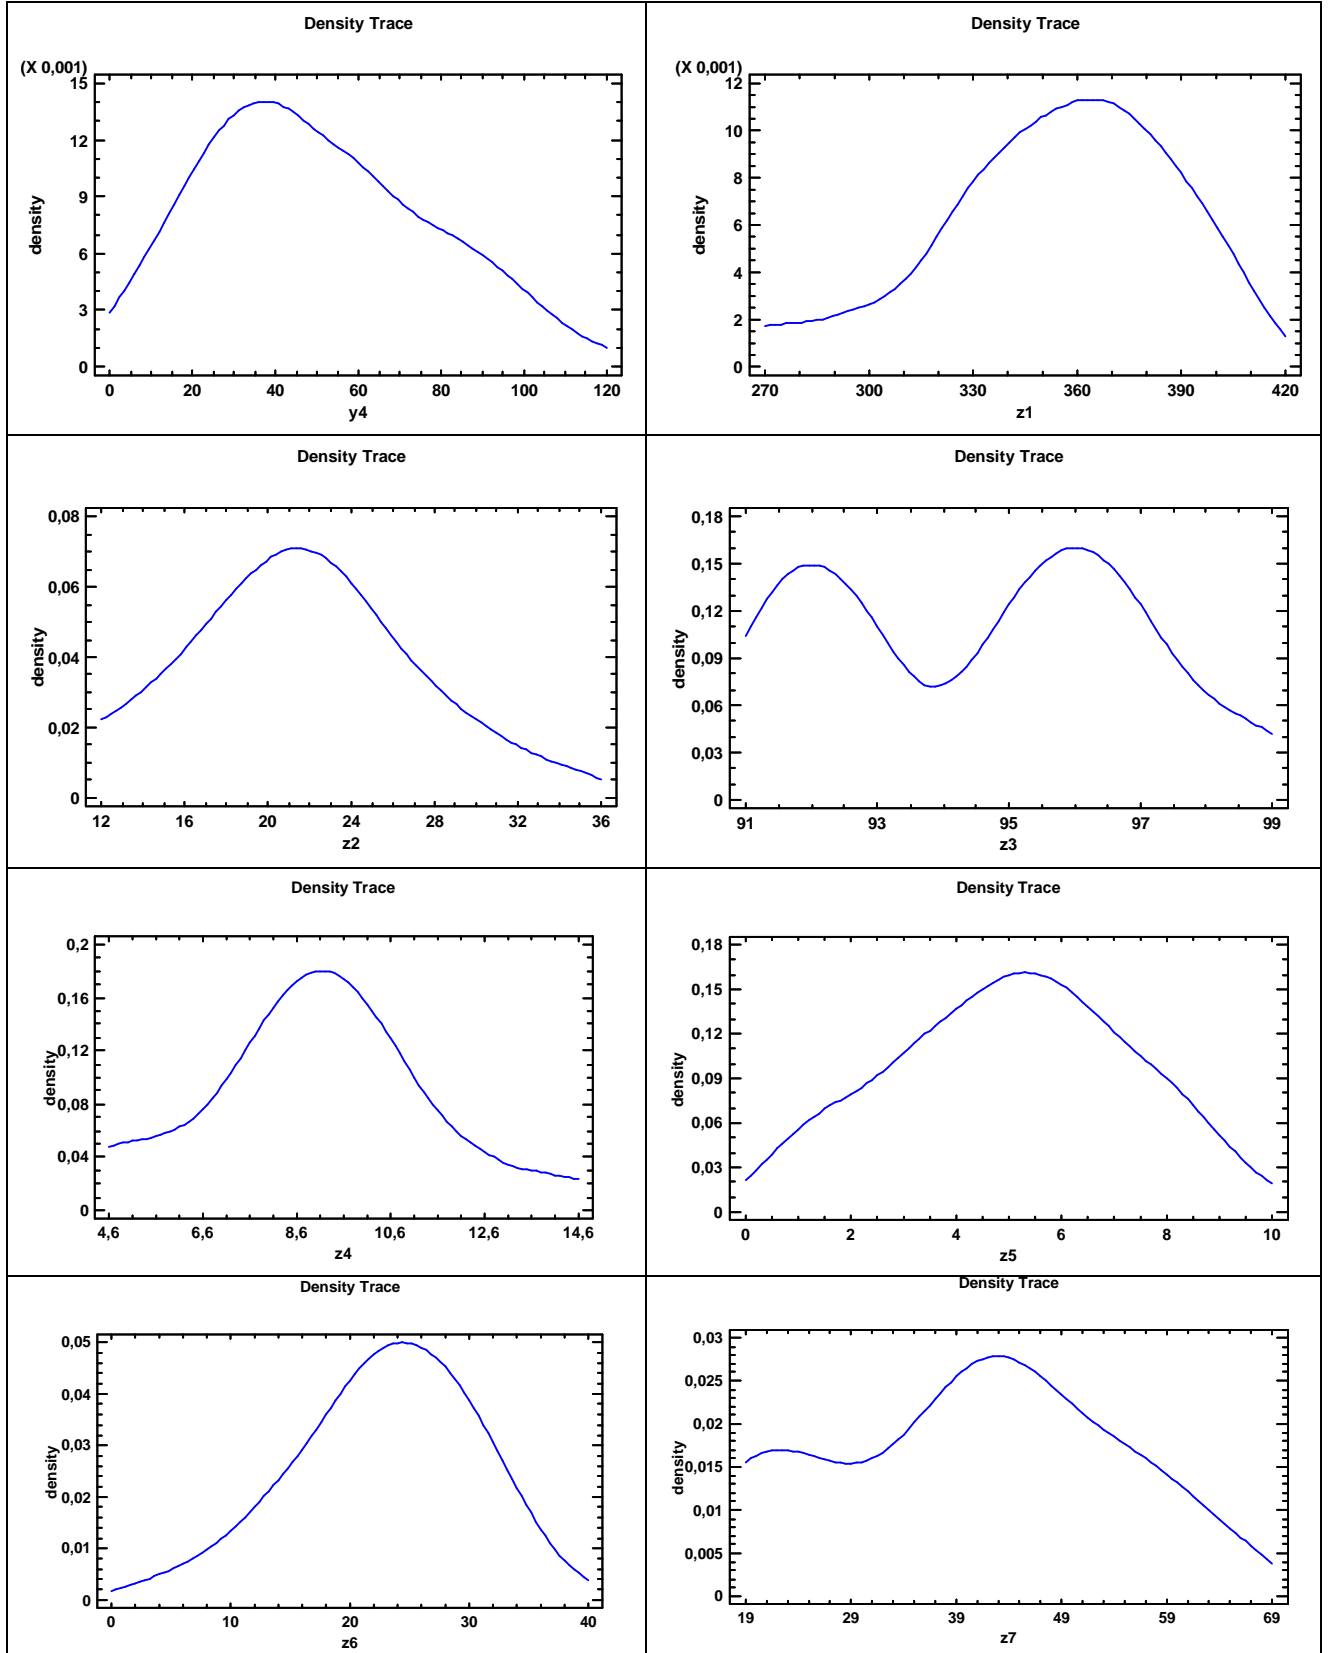 Density Trace
(X 0,001)
15
12
9
6
3
0
density
0 20 40 60 80 100 120
y4
Density Trace
(X 0,001)
12
10
8
6
4
2
0
density
270 300 330 360 390 420
z1
Density Trace
0,08
0,06
0,04
0,02
0
density
12 16 20 24 28 32 36
z2
Density Trace
0,18
0,15
0,12
0,09
0,06
0,03
0
density
91 93 95 97 99
z3
Density Trace
0,2
0,16
0,12
0,08
0,04
0
density
4,6 6,6 8,6 10,6 12,6 14,6
z4
Density Trace
0,18
0,15
0,12
0,09
0,06
0,03
0
density
0 2 4 6 8 10
z5
Density Trace
0,05
0,04
0,03
0,02
0,01
0
density
0 10 20 30 40
z6
Density Trace
0,03
0,025
0,02
0,015
0,01
0,005
0
density
19 29 39 49 59 69
z7